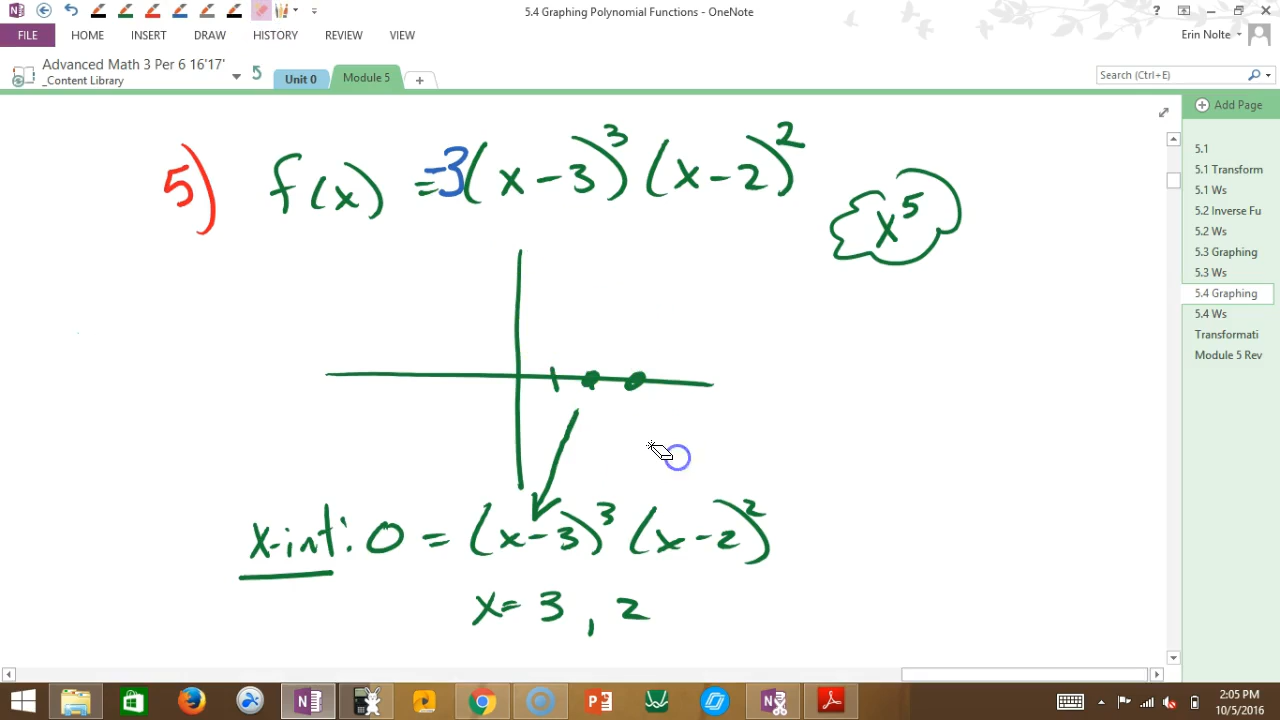 5.4 Graphing Polynomial Functions - OneNote
?
FILE HOME INSERT DRAW HISTORY REVIEW VIEW
Erin Nolte
Advanced Math 3 Per 6 16'17'
_Content Library
Unit 0
Module 5
Search (Ctrl+E)
Add Page
5.1
5.1 Transform
5.1 Ws
5.2 Inverse Fu
5.2 Ws
5.3 Graphing
5.3 Ws
5.4 Graphing
5.4 Ws
Transformati
Module 5 Rev
5) f(x) = -3(x-3)³(x-2)²
x⁵
x-int: 0 = (x-3)³(x-2)²
x= 3, 2
2:05 PM
10/5/2016